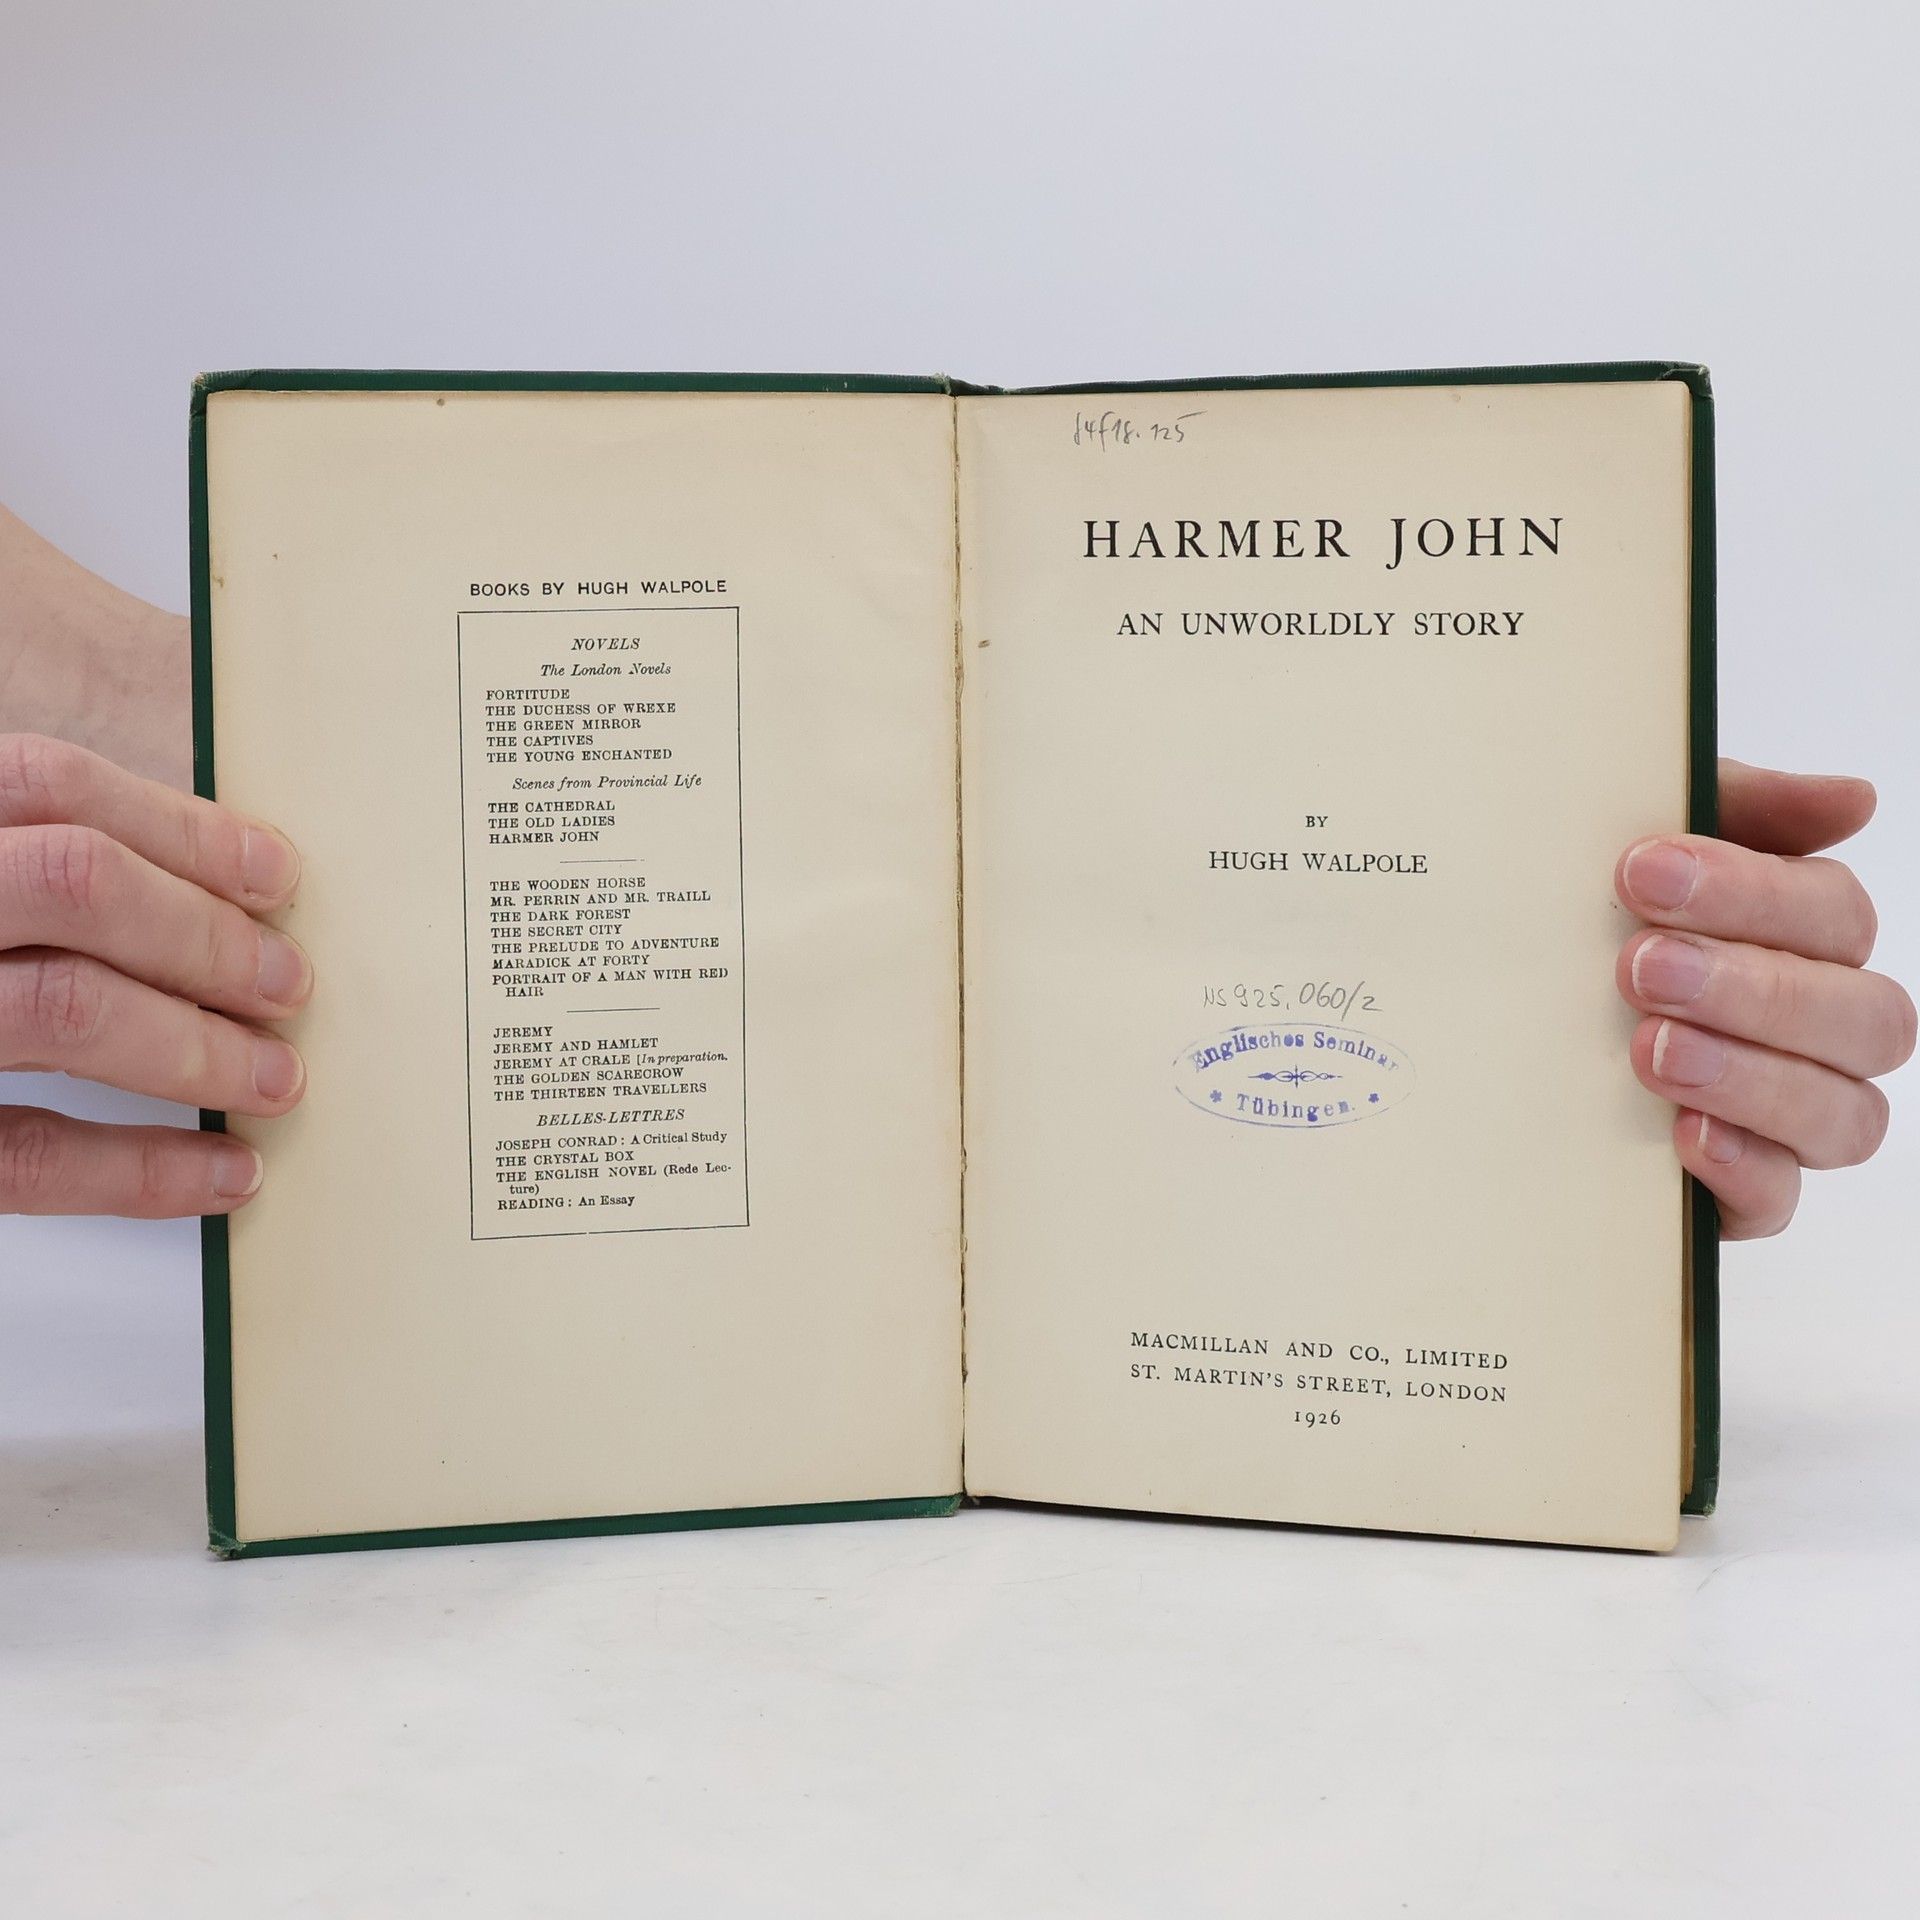 BOOKS BY HUGH WALPOLE
NOVELS
The London Novels
FORTITUDE
THE DUCHESS OF WREXE
THE GREEN MIRROR
THE CAPTIVES
THE YOUNG ENCHANTED
Scenes from Provincial Life
THE CATHEDRAL
THE OLD LADIES
HARMER JOHN
THE WOODEN HORSE
MR. PERRIN AND MR. TRAILL
THE DARK FOREST
THE SECRET CITY
THE PRELUDE TO ADVENTURE
MARADICK AT FORTY
PORTRAIT OF A MAN WITH RED
HAIR
JEREMY
JEREMY AND HAMLET
JEREMY AT CRALE [In preparation.
THE GOLDEN SCARECROW
THE THIRTEEN TRAVELLERS
BELLES-LETTRES
JOSEPH CONRAD: A Critical Study
THE CRYSTAL BOX
THE ENGLISH NOVEL (Rede Lec-
ture)
READING: An Essay
HARMER JOHN
AN UNWORLDLY STORY
BY
HUGH WALPOLE
NS 925, 060/2
Englisches Seminar
Tübingen.
MACMILLAN AND CO., LIMITED
ST. MARTIN'S STREET, LONDON
1926